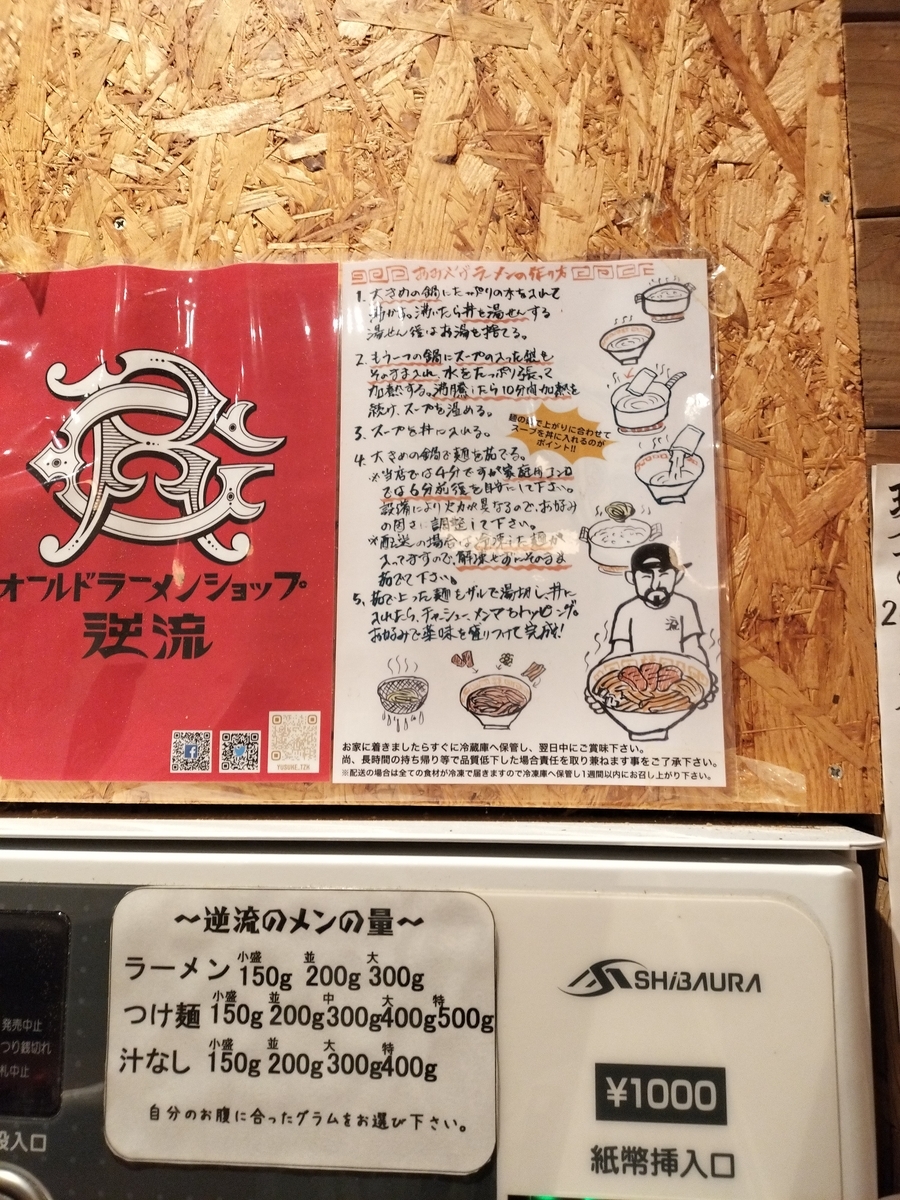 オールドラーメンショップ
逆流
YUSUKE.TZK
おみやげラーメンの作り方
1. 大きめの鍋にたっぷりの水を入れて
沸かす。沸いたら丼を湯せんする
湯せん後はお湯を捨てる。
2. もう一つの鍋にスープの入った袋を
そのまま入れ、水をたっぷり張って
加熱する。沸騰したら10分間加熱を
続け、スープを温める。
3. スープを丼に入れる。
麺の茹で上がりに合わせて
スープを丼に入れるのが
ポイント!!
4. 大きめの鍋で麺を茹でる。
※当店では4分ですが家庭用コンロ
では6分前後を目安にして下さい。
設備により火力が異なるので、お好み
の固さに調整して下さい。
※配送の場合は冷凍した麺が
入ってますので、解凍せずにそのまま
茹でて下さい。
5. 茹で上った麺をザルで湯切りし、丼に
入れたら、チャーシュー、メンマをトッピング。
お好みで薬味を盛りつけて完成!
お家に着きましたらすぐに冷蔵庫へ保管し、翌日中にご賞味下さい。
尚、長時間の持ち帰り等で品質低下した場合責任を取り兼ねます事をご了承下さい。
※配送の場合は全ての食材が冷凍で届きますので冷凍庫へ保管し1週間以内にお召し上がり下さい。
〜逆流のメンの量〜
小盛 並 大
ラーメン 150g 200g 300g
小盛 並 中 大 特
つけ麺 150g 200g 300g 400g 500g
小盛 並 大 特
汁なし 150g 200g 300g 400g
自分のお腹に合ったグラムをお選び下さい。
SHiBAURA
¥1000
紙幣挿入口
発売中止
つり銭切れ
札中止
投入口